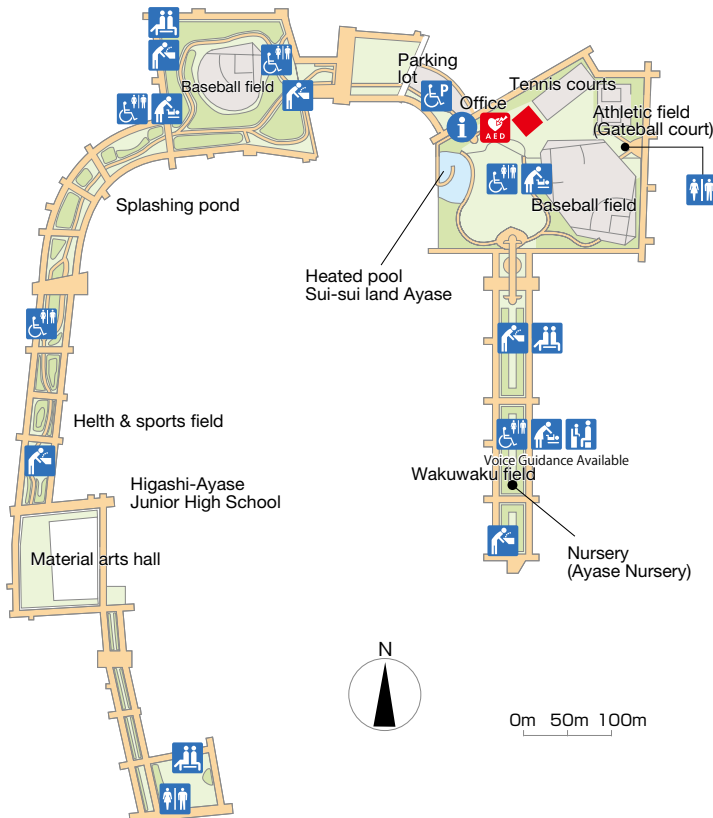 Baseball field
Parking
lot
P
Office
i
AED
Tennis courts
Athletic field
(Gateball court)
Baseball field
Splashing pond
Heated pool
Sui-sui land Ayase
Helth & sports field
Voice Guidance Available
Wakuwaku field
Higashi-Ayase
Junior High School
Material arts hall
Nursery
(Ayase Nursery)
N
0m 50m 100m